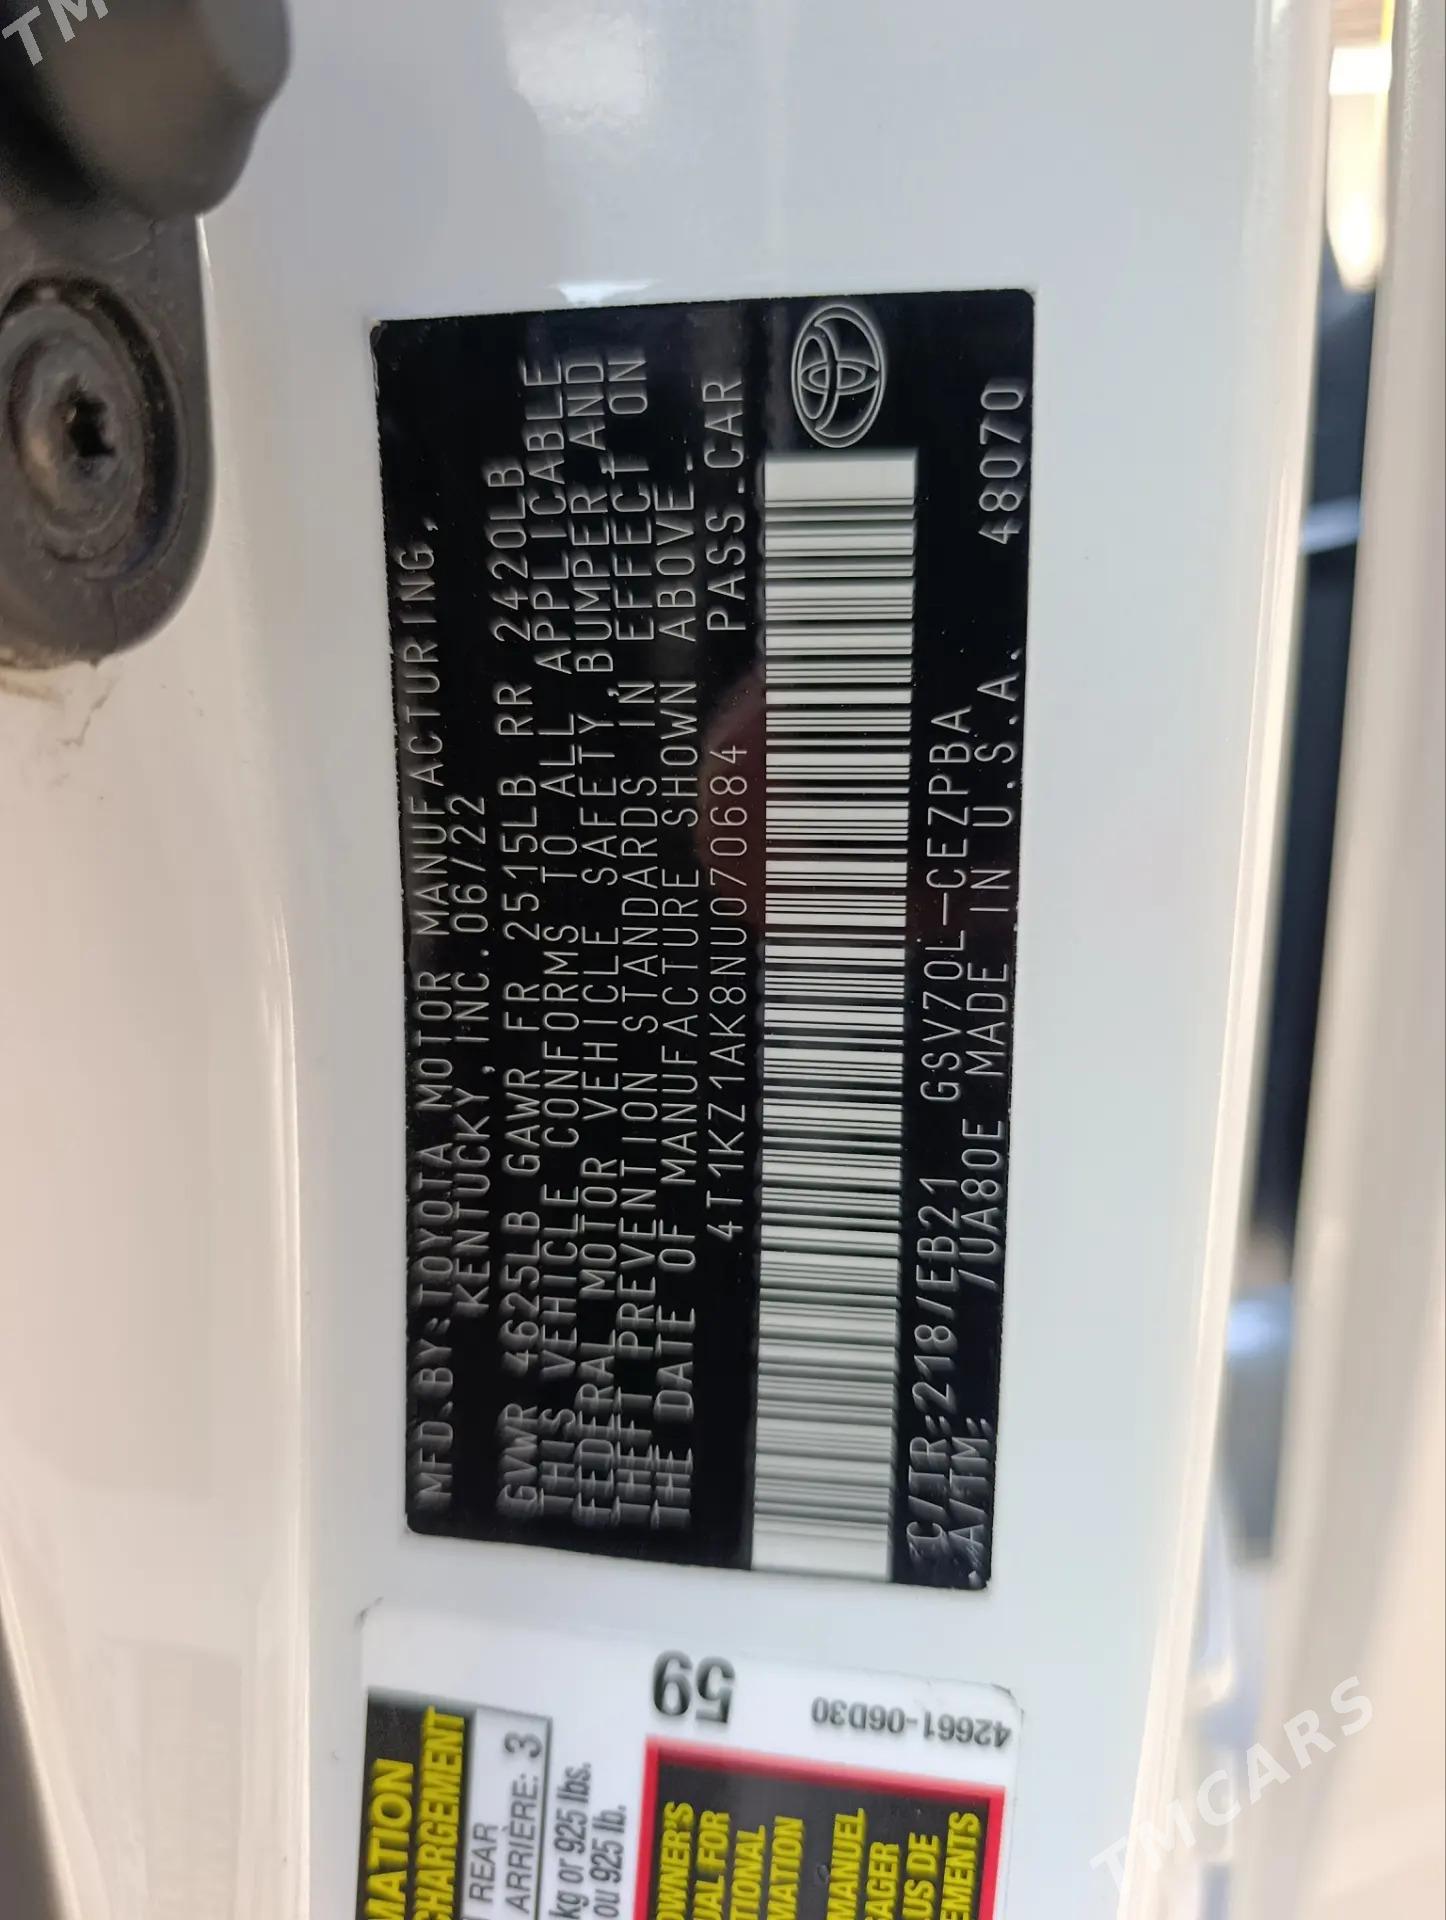 MFD.BY:TOYOTA MOTOR MANUFACTURING,
KENTUCKY,INC.06/22
GVWR 4625LB GAWR FR 2515LB RR 2420LB
THIS VEHICLE CONFORMS TO ALL APPLICABLE
FEDERAL MOTOR VEHICLE SAFETY,BUMPER AND
THEFT PREVENTION STANDARDS IN EFFECT ON
THE DATE OF MANUFACTURE SHOWN ABOVE.
4T1KZ1AK8NU070684 PASS.CAR
C/TR:218/EB21 GSV70L-CEZPBA 48070
A/TM: /UA80E MADE IN U.S.A.
59
42661-06D30
MATION
CHARGEMENT
REAR
ARRIÈRE: 3
kg or 925 lbs.
ou 925 lb.
OWNER'S
UAL FOR
TIONAL
MATION
MANUEL
SAGER
US DE
EMENTS
TM
TMCARS